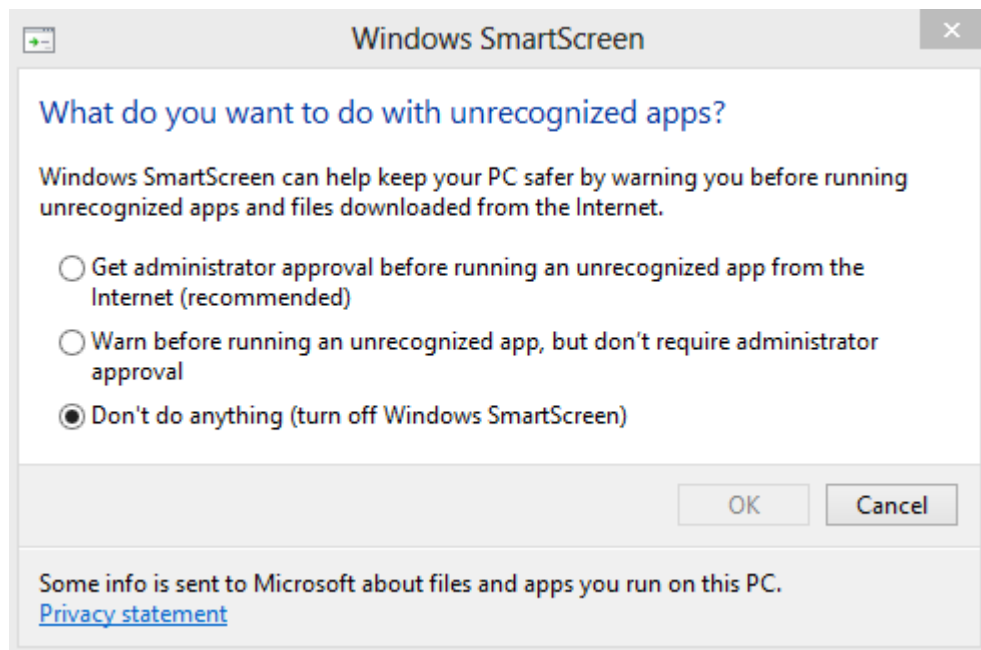 Windows SmartScreen
What do you want to do with unrecognized apps?
Windows SmartScreen can help keep your PC safer by warning you before running
unrecognized apps and files downloaded from the Internet.
Get administrator approval before running an unrecognized app from the
Internet (recommended)
Warn before running an unrecognized app, but don't require administrator
approval
Don't do anything (turn off Windows SmartScreen)
OK Cancel
Some info is sent to Microsoft about files and apps you run on this PC.
Privacy statement